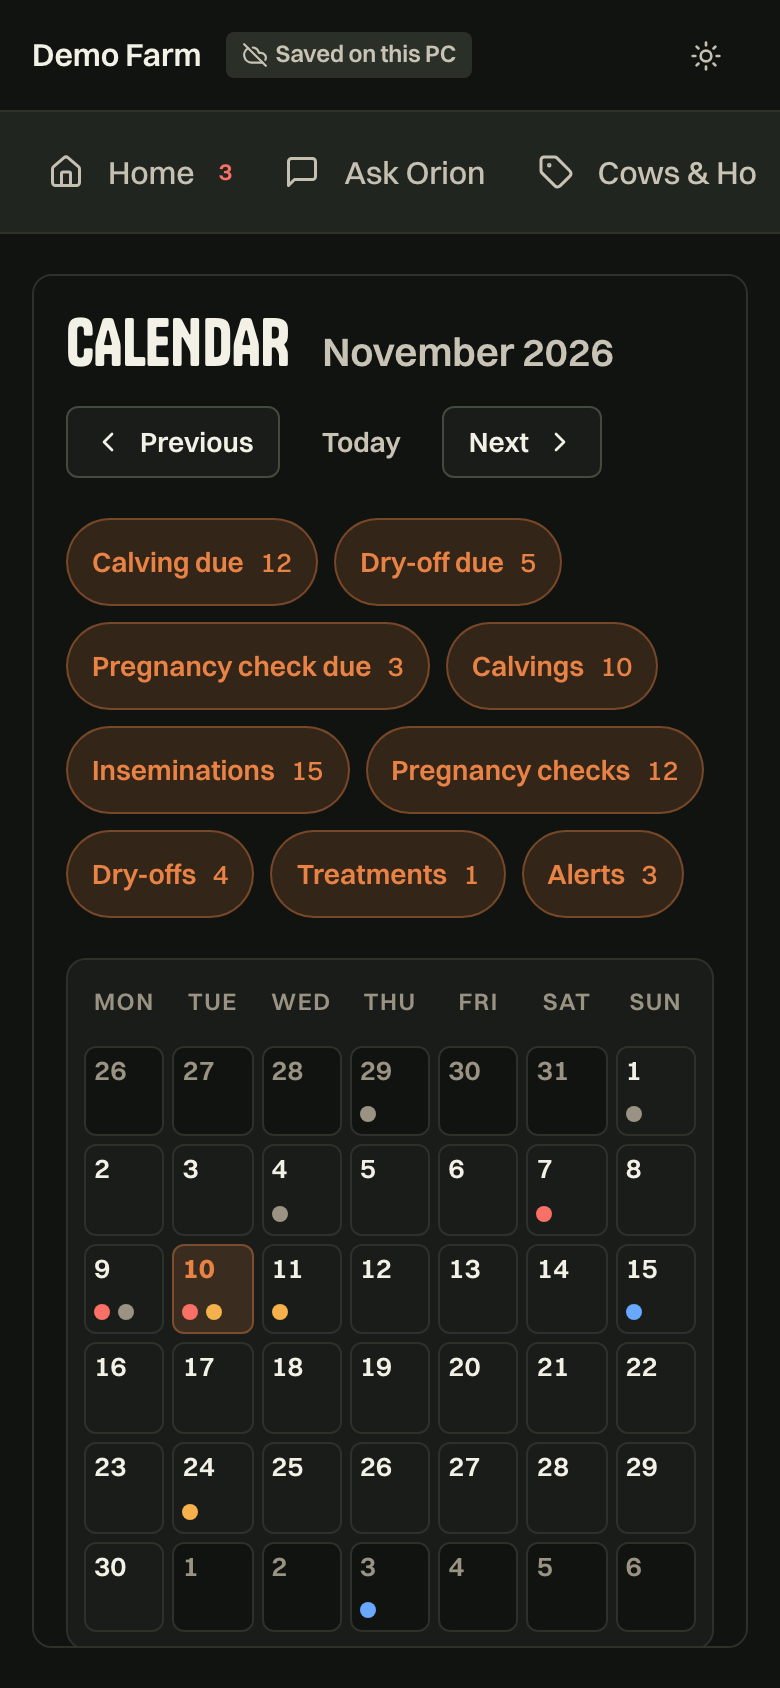 Demo Farm Saved on this PC
Home 3 Ask Orion Cows & Ho
CALENDAR November 2026
Previous Today Next
Calving due 12 Dry-off due 5
Pregnancy check due 3 Calvings 10
Inseminations 15 Pregnancy checks 12
Dry-offs 4 Treatments 1 Alerts 3
MON TUE WED THU FRI SAT SUN
26 27 28 29 30 31 1
2 3 4 5 6 7 8
9 10 11 12 13 14 15
16 17 18 19 20 21 22
23 24 25 26 27 28 29
30 1 2 3 4 5 6